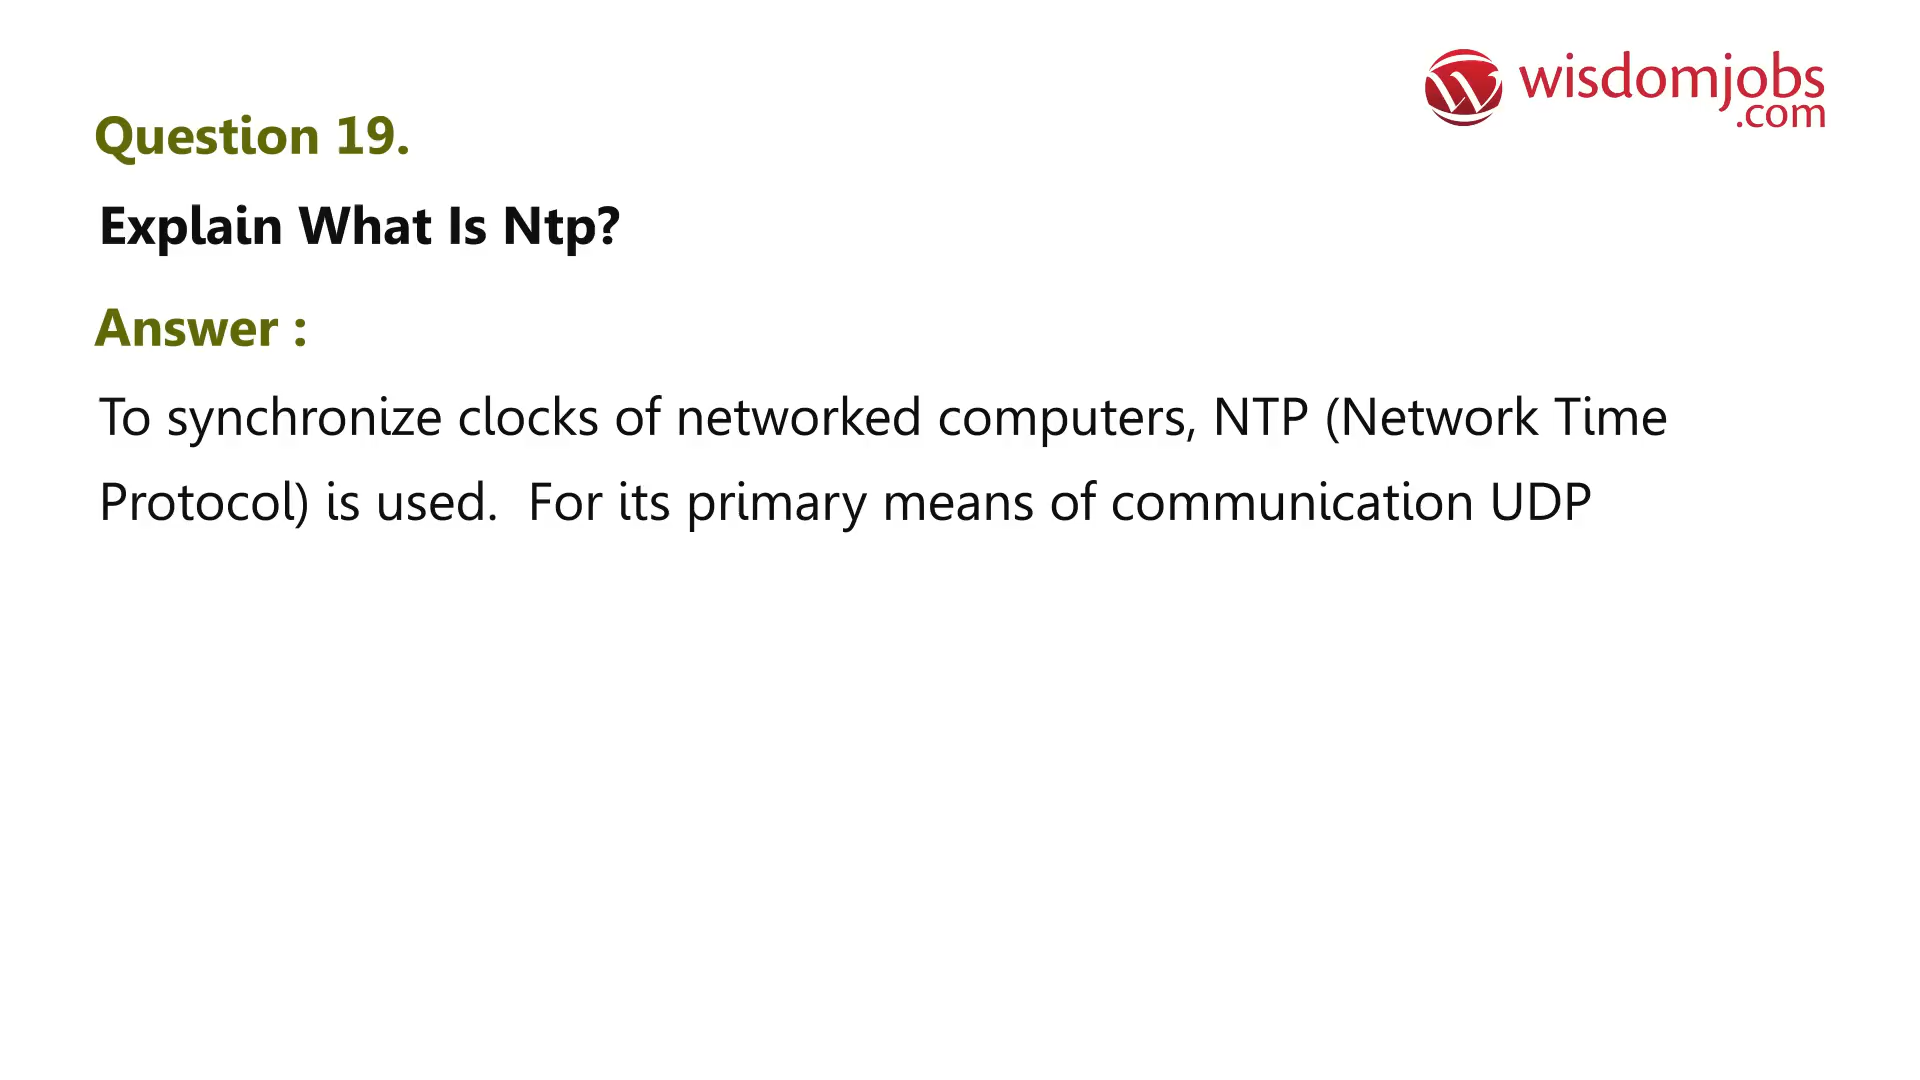 wisdomjobs
.com
Question 19.
Explain What Is Ntp?
Answer :
To synchronize clocks of networked computers, NTP (Network Time
Protocol) is used.  For its primary means of communication UDP